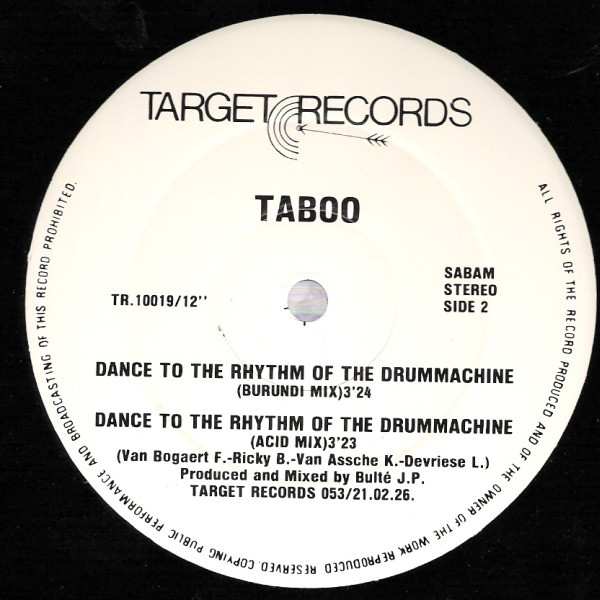 TARGET RECORDS
TABOO
TR.10019/12''
SABAM
STEREO
SIDE 2
DANCE TO THE RHYTHM OF THE DRUMMACHINE
(BURUNDI MIX)3'24
DANCE TO THE RHYTHM OF THE DRUMMACHINE
(ACID MIX)3'23
(Van Bogaert F.-Ricky B.-Van Assche K.-Devriese L.)
Produced and Mixed by Bulté J.P.
TARGET RECORDS 053/21.02.26.
ALL RIGHTS OF THE RECORD PRODUCED AND OF THE OWNER OF THE WORK REPRODUCED RESERVED. COPYING PUBLIC PERFORMANCE AND BROADCASTING OF THIS RECORD PROHIBITED.